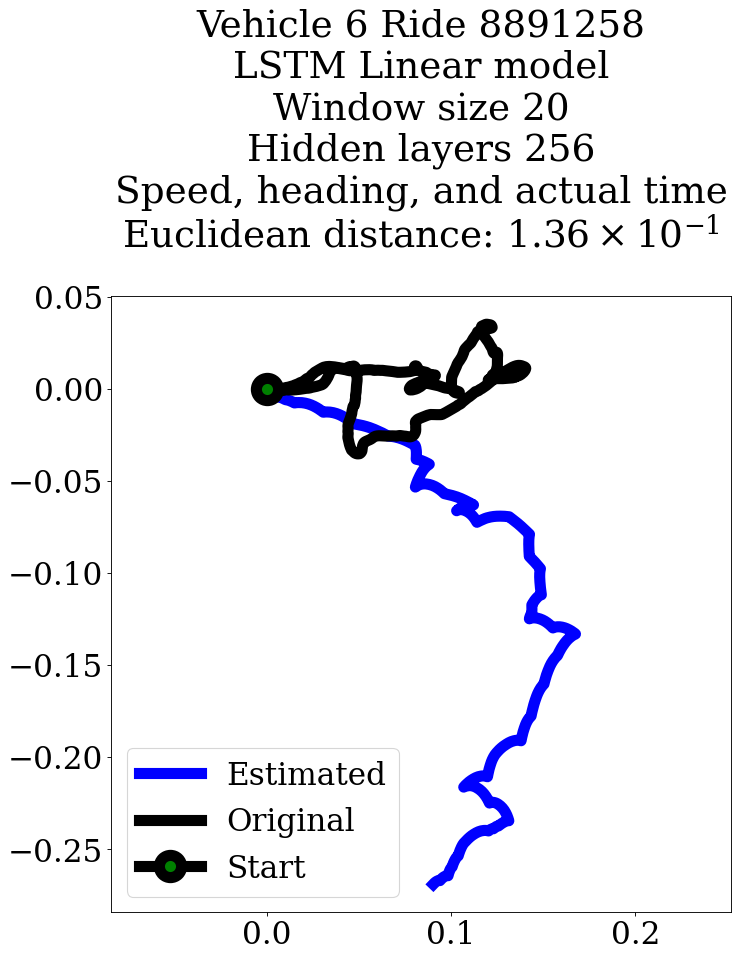 Vehicle 6 Ride 8891258
LSTM Linear model
Window size 20
Hidden layers 256
Speed, heading, and actual time
Euclidean distance: 1.36 × 10⁻¹
0.05
0.00
−0.05
−0.10
−0.15
−0.20
−0.25
Estimated
Original
Start
0.0 0.1 0.2